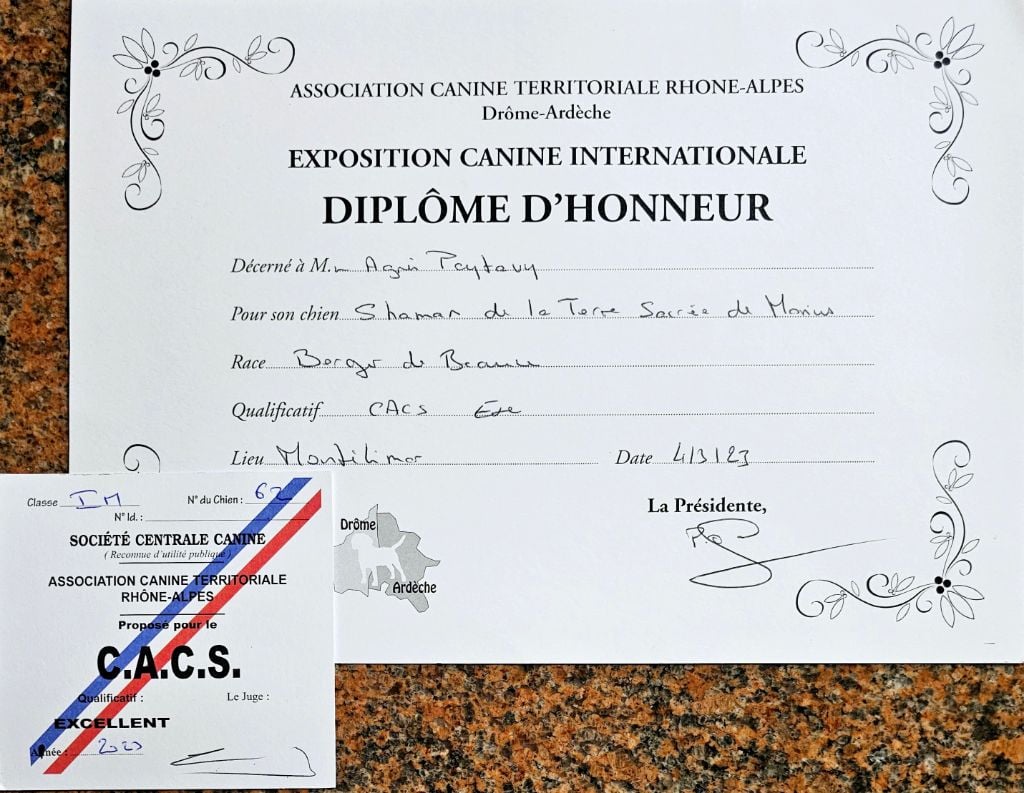 ASSOCIATION CANINE TERRITORIALE RHONE-ALPES
Drôme-Ardèche
EXPOSITION CANINE INTERNATIONALE
DIPLÔME D'HONNEUR
Décerné à M. Agnès Peytavy
Pour son chien Shaman de la Terre Sacrée de Marius
Race Berger de Beauce
Qualificatif CACS Exc
Lieu Montélimar Date 4/3/23
La Présidente,
Drôme
Ardèche
Classe IM N° du Chien : 62
N° Id. :
SOCIÉTÉ CENTRALE CANINE
( Reconnue d'utilité publique )
ASSOCIATION CANINE TERRITORIALE
RHÔNE-ALPES
Proposé pour le
C.A.C.S.
Qualificatif : Le Juge :
EXCELLENT
Année : 2023